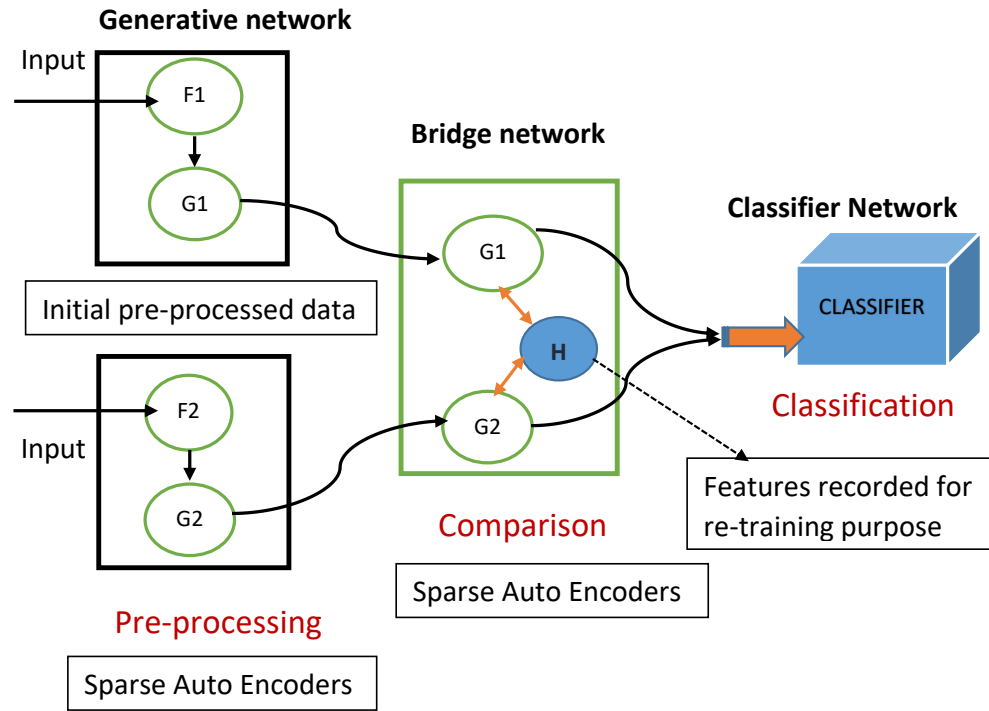 Generative network
Input
F1
G1
Initial pre-processed data
Input
F2
G2
Pre-processing
Sparse Auto Encoders
Bridge network
G1
H
G2
Comparison
Sparse Auto Encoders
Classifier Network
CLASSIFIER
Classification
Features recorded for
re-training purpose